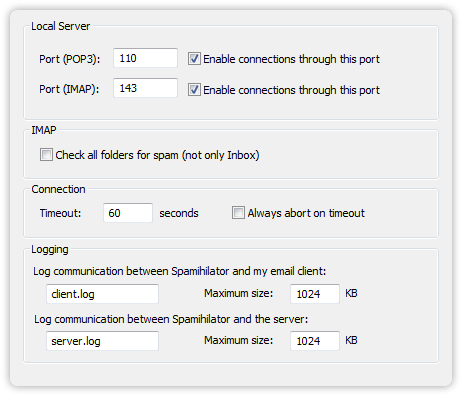 Local Server
Port (POP3): 110 Enable connections through this port
Port (IMAP): 143 Enable connections through this port
IMAP
Check all folders for spam (not only Inbox)
Connection
Timeout: 60 seconds Always abort on timeout
Logging
Log communication between Spamihilator and my email client:
client.log Maximum size: 1024 KB
Log communication between Spamihilator and the server:
server.log Maximum size: 1024 KB